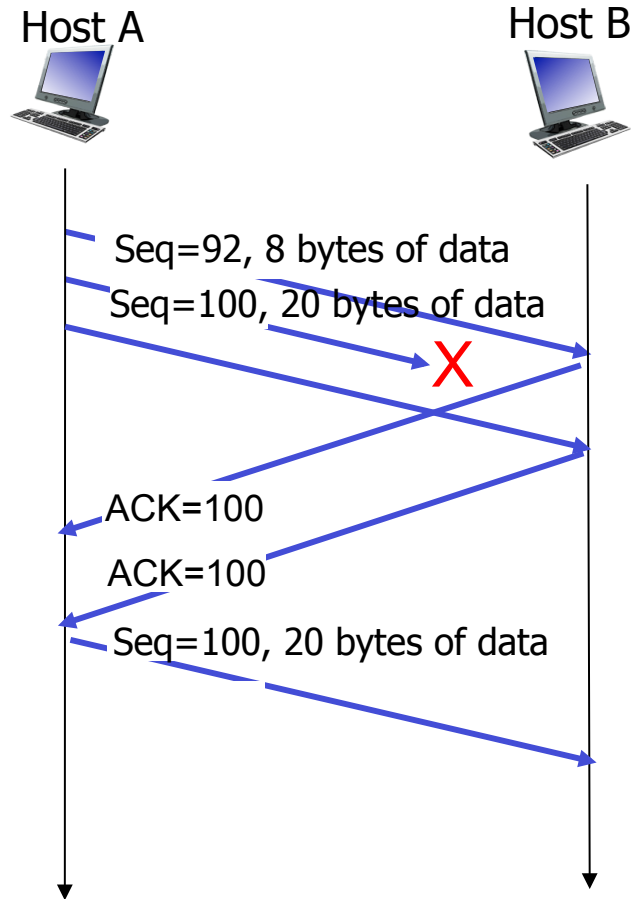 Host A
Host B
Seq=92, 8 bytes of data
Seq=100, 20 bytes of data
X
ACK=100
ACK=100
Seq=100, 20 bytes of data